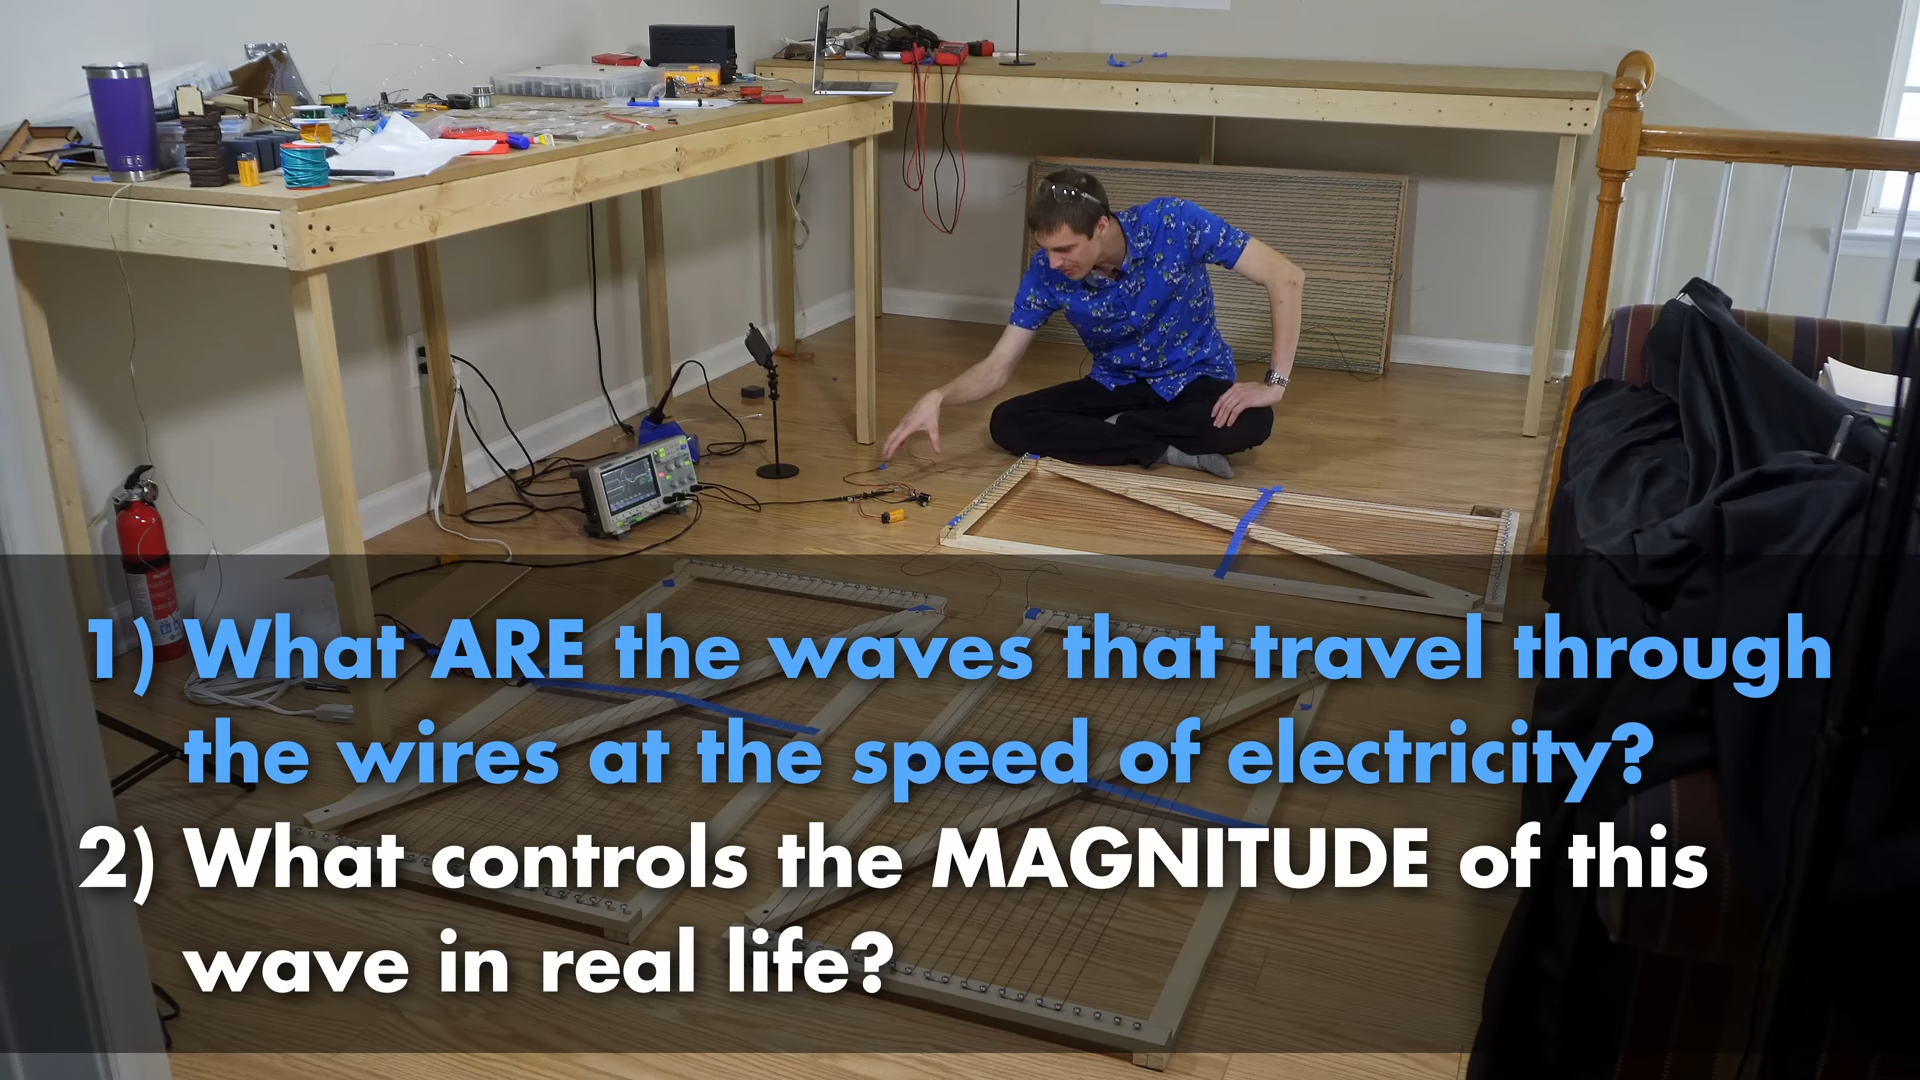 1) What ARE the waves that travel through
the wires at the speed of electricity?
2) What controls the MAGNITUDE of this
wave in real life?